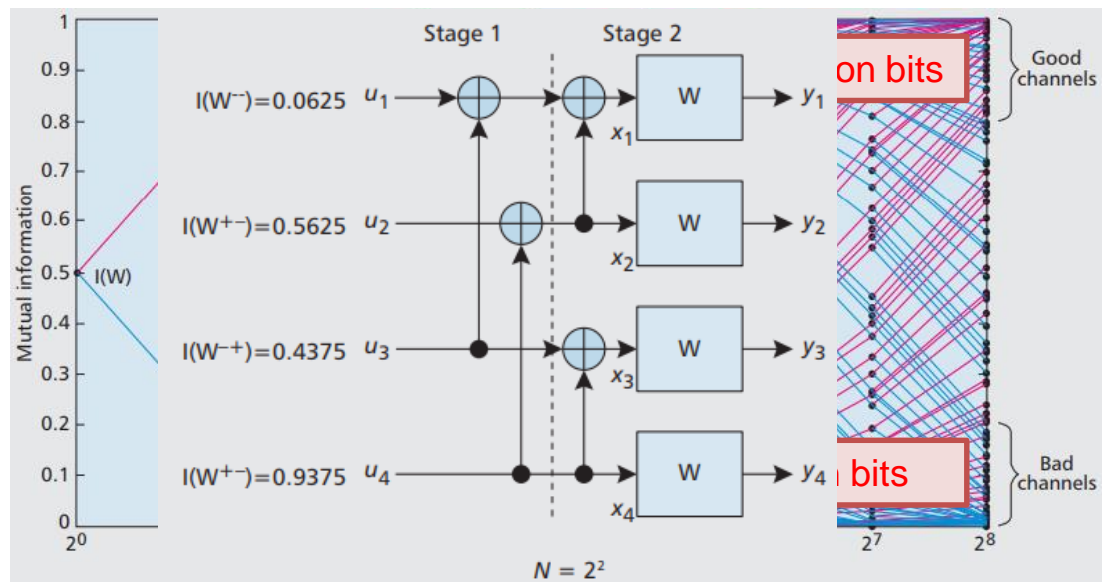 Mutual information
1
0.9
0.8
0.7
0.6
0.5
0.4
0.3
0.2
0.1
0
2⁰
I(W)
Stage 1
Stage 2
I(W⁻⁻)=0.0625 u₁ x₁ W y₁
I(W⁺⁻)=0.5625 u₂ x₂ W y₂
I(W⁻⁺)=0.4375 u₃ x₃ W y₃
I(W⁺⁻)=0.9375 u₄ x₄ W y₄
N = 2²
on bits
bits
2⁷
2⁸
Good
channels
Bad
channels